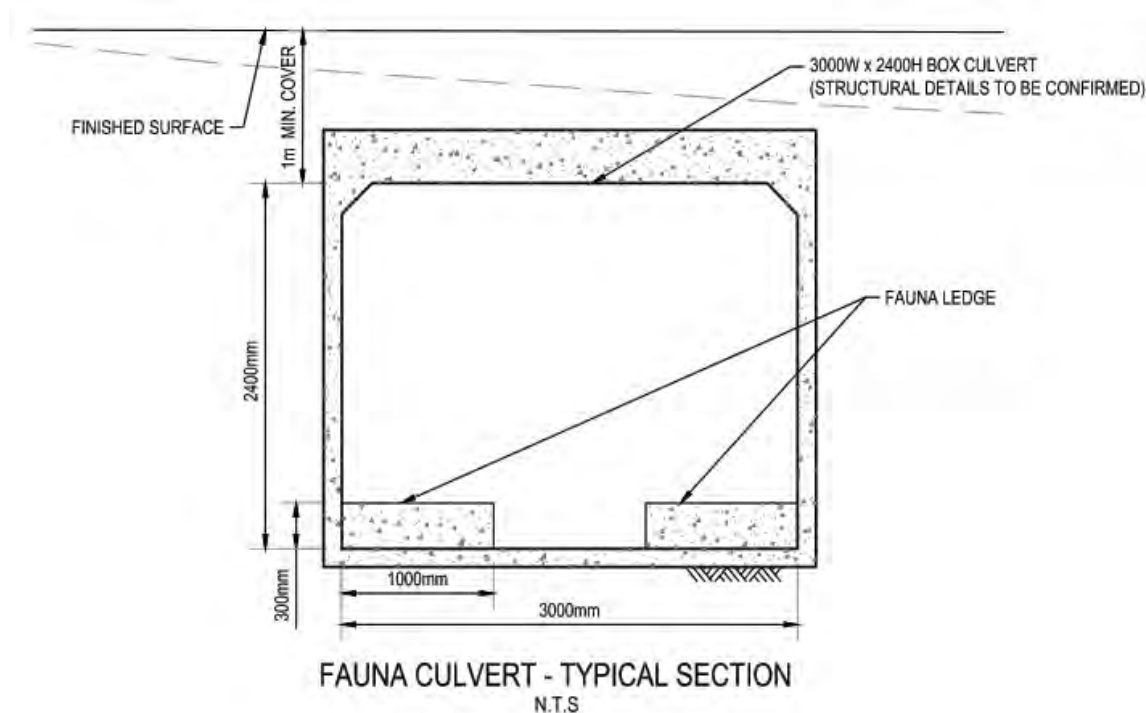 1m MIN. COVER
3000W x 2400H BOX CULVERT
(STRUCTURAL DETAILS TO BE CONFIRMED)
FINISHED SURFACE
FAUNA LEDGE
2400mm
300mm
1000mm
3000mm
FAUNA CULVERT - TYPICAL SECTION
N.T.S